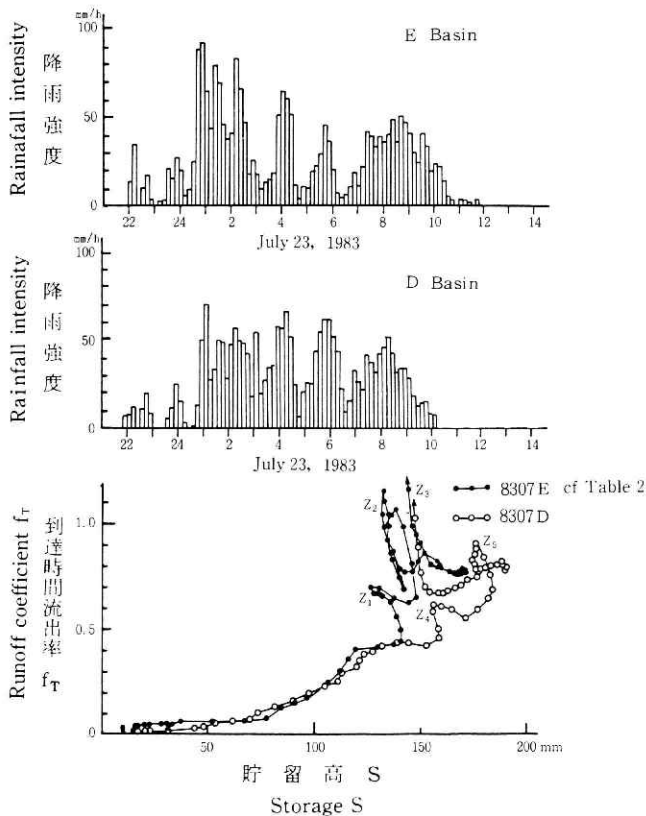 mm/h
100
50
0
Rainafall intensity
降雨強度
E Basin
22 24 2 4 6 8 10 12 14
July 23, 1983
mm/h
100
50
0
Rainfall intensity
降雨強度
D Basin
22 24 2 4 6 8 10 12 14
July 23, 1983
Runoff coefficient fT
到達時間流出率 fT
1.0
0.5
.0
Z1
Z2
Z3
Z4
Z5
8307E cf Table 2
8307D
50 100 150 200 mm
貯留高 S
Storage S